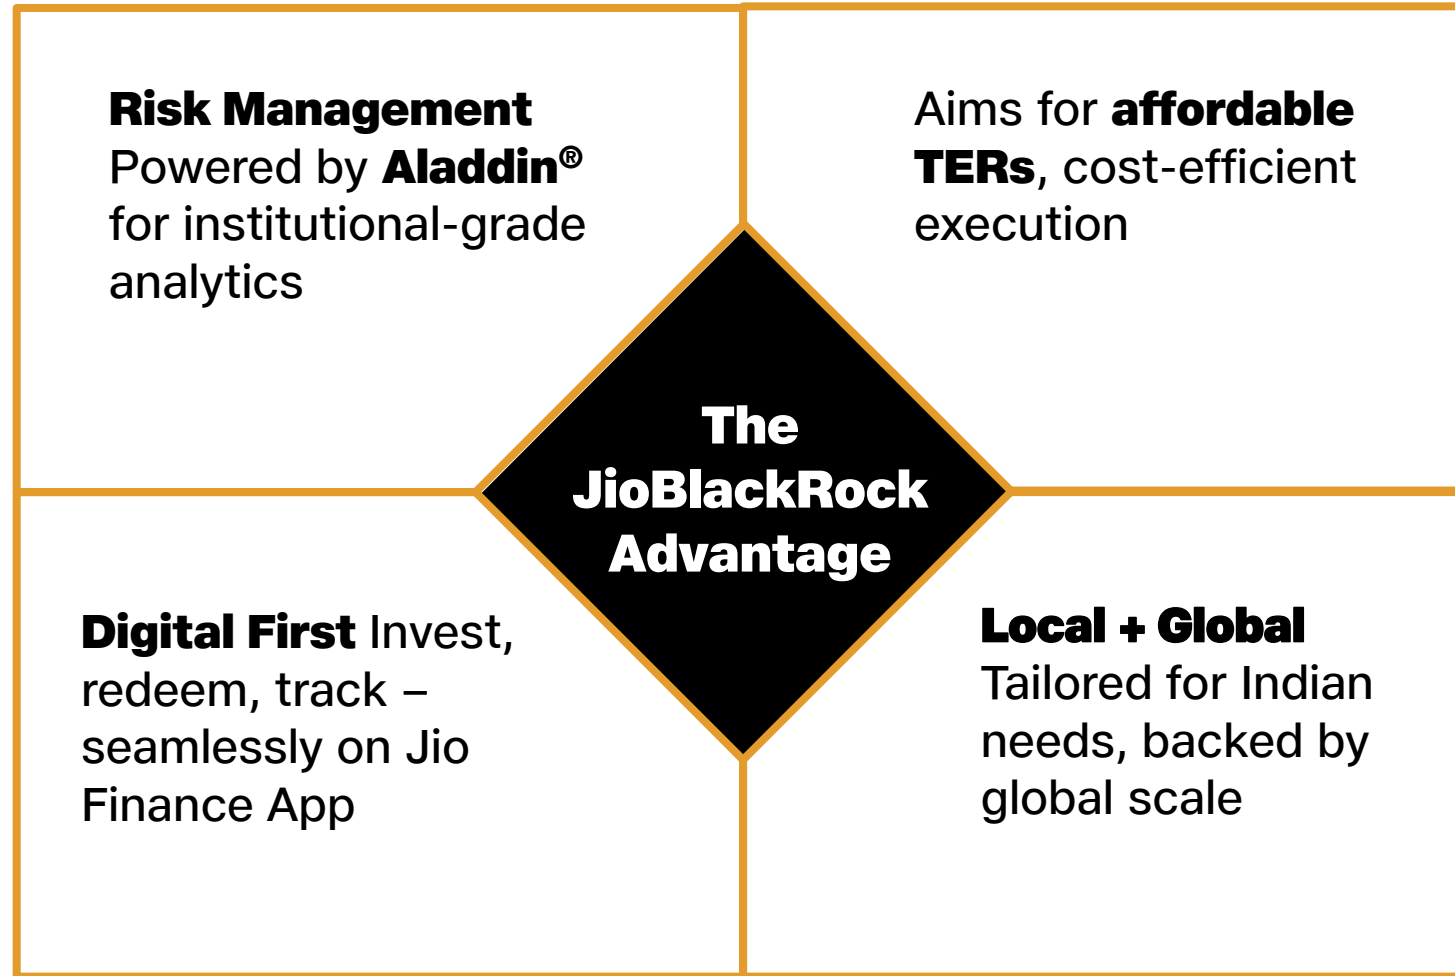 Risk Management
Powered by Aladdin®
for institutional-grade
analytics
Aims for affordable
TERs, cost-efficient
execution
The
JioBlackRock
Advantage
Digital First Invest,
redeem, track –
seamlessly on Jio
Finance App
Local + Global
Tailored for Indian
needs, backed by
global scale